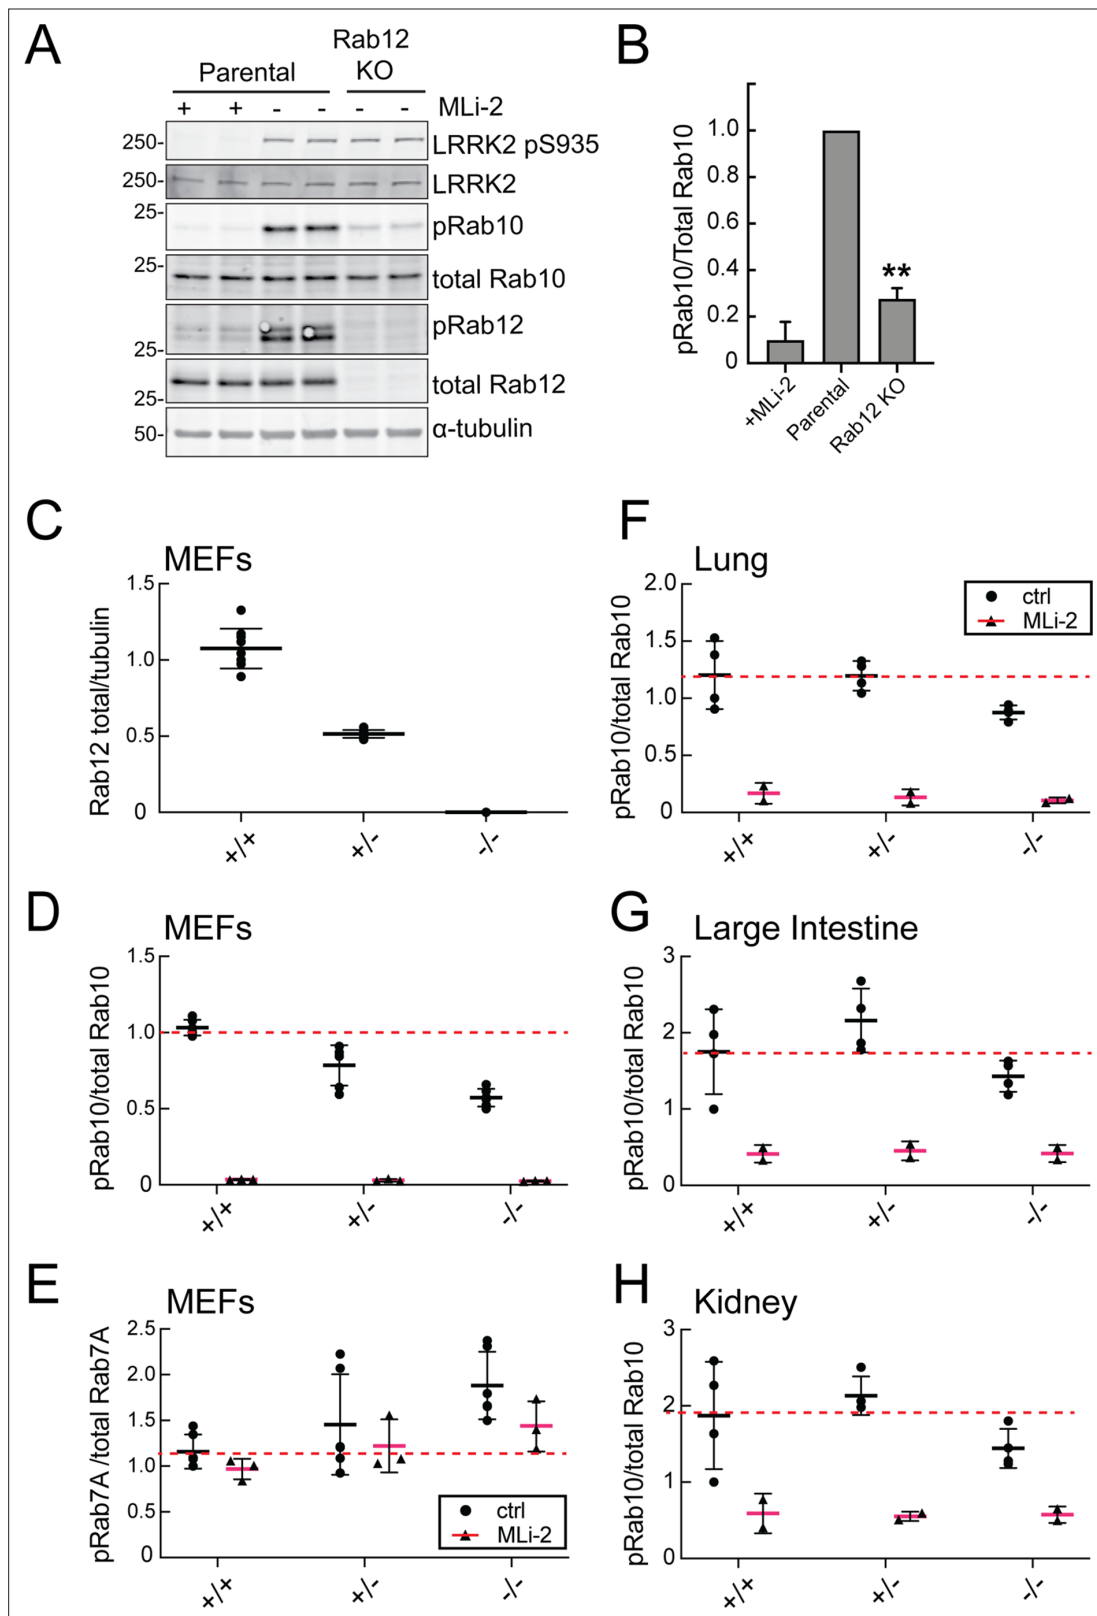 A
Parental
Rab12
KO
+ + - - - - MLi-2
250- LRRK2 pS935
250- LRRK2
25- pRab10
25- total Rab10
25- pRab12
25- total Rab12
50- α-tubulin
B
pRab10/Total Rab10
1.0
0.8
0.6
0.4
0.2
0
**
+MLi-2
Parental
Rab12 KO
C
MEFs
Rab12 total/tubulin
1.5
1.0
0.5
0
+/+
+/-
-/-
D
MEFs
pRab10/total Rab10
1.5
1.0
0.5
0
+/+
+/-
-/-
E
MEFs
pRab7A /total Rab7A
2.5
2.0
1.5
1.0
0.5
0
ctrl
MLi-2
+/+
+/-
-/-
F
Lung
pRab10/total Rab10
2.0
1.5
1.0
0.5
0
ctrl
MLi-2
+/+
+/-
-/-
G
Large Intestine
pRab10/total Rab10
3
2
1
0
+/+
+/-
-/-
H
Kidney
pRab10/total Rab10
3
2
1
0
+/+
+/-
-/-